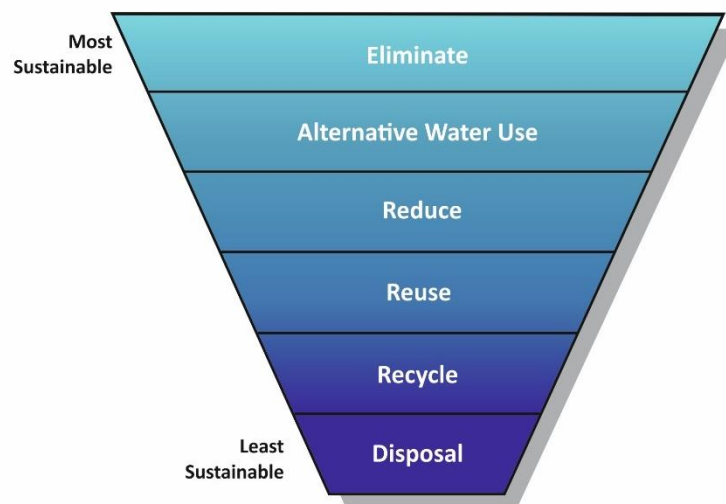 Most
Sustainable
Eliminate
Alternative Water Use
Reduce
Reuse
Recycle
Least
Sustainable
Disposal